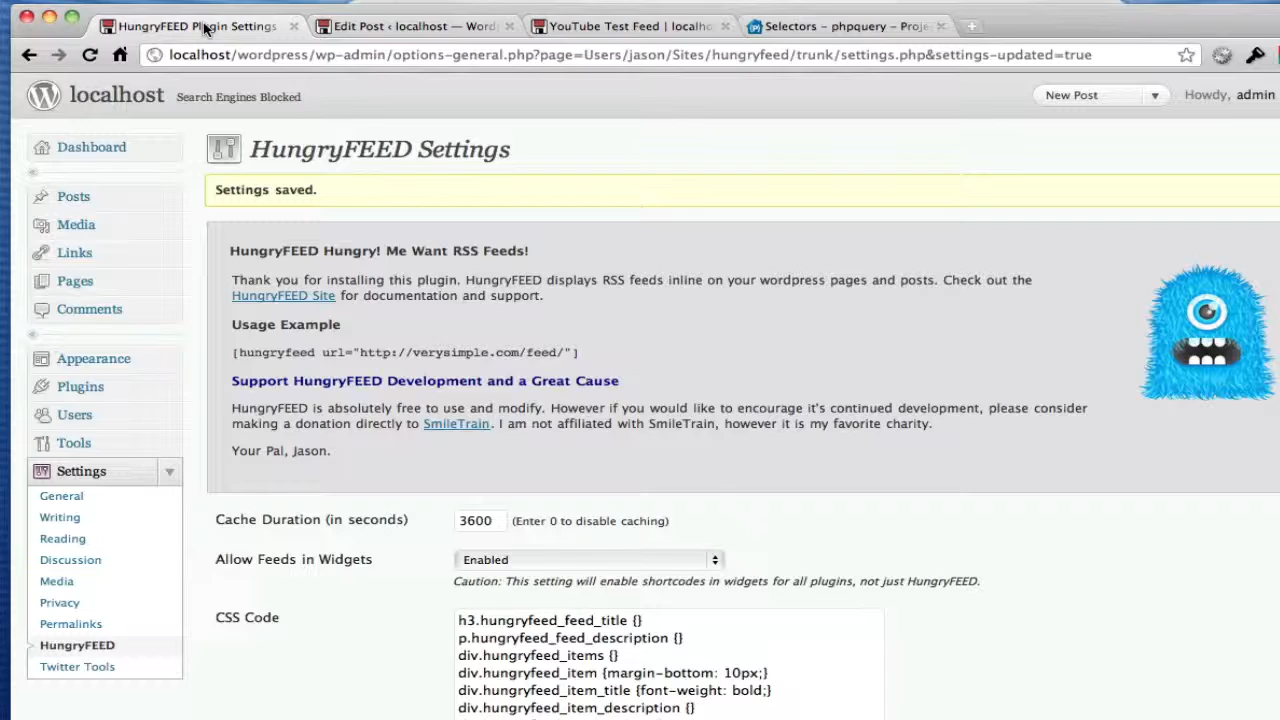 HungryFEED Plugin Settings
Edit Post ‹ localhost — Word
YouTube Test Feed | localho
Selectors - phpquery - Proje
localhost/wordpress/wp-admin/options-general.php?page=Users/jason/Sites/hungryfeed/trunk/settings.php&settings-updated=true
localhost Search Engines Blocked
New Post
Howdy, admin
Dashboard
Posts
Media
Links
Pages
Comments
Appearance
Plugins
Users
Tools
Settings
General
Writing
Reading
Discussion
Media
Privacy
Permalinks
HungryFEED
Twitter Tools
HungryFEED Settings
Settings saved.
HungryFEED Hungry! Me Want RSS Feeds!
Thank you for installing this plugin. HungryFEED displays RSS feeds inline on your wordpress pages and posts. Check out the
HungryFEED Site for documentation and support.
Usage Example
[hungryfeed url="http://verysimple.com/feed/"]
Support HungryFEED Development and a Great Cause
HungryFEED is absolutely free to use and modify. However if you would like to encourage it's continued development, please consider
making a donation directly to SmileTrain. I am not affiliated with SmileTrain, however it is my favorite charity.
Your Pal, Jason.
Cache Duration (in seconds)
3600 (Enter 0 to disable caching)
Allow Feeds in Widgets
Enabled
Caution: This setting will enable shortcodes in widgets for all plugins, not just HungryFEED.
CSS Code
h3.hungryfeed_feed_title {}
p.hungryfeed_feed_description {}
div.hungryfeed_items {}
div.hungryfeed_item {margin-bottom: 10px;}
div.hungryfeed_item_title {font-weight: bold;}
div.hungryfeed_item_description {}